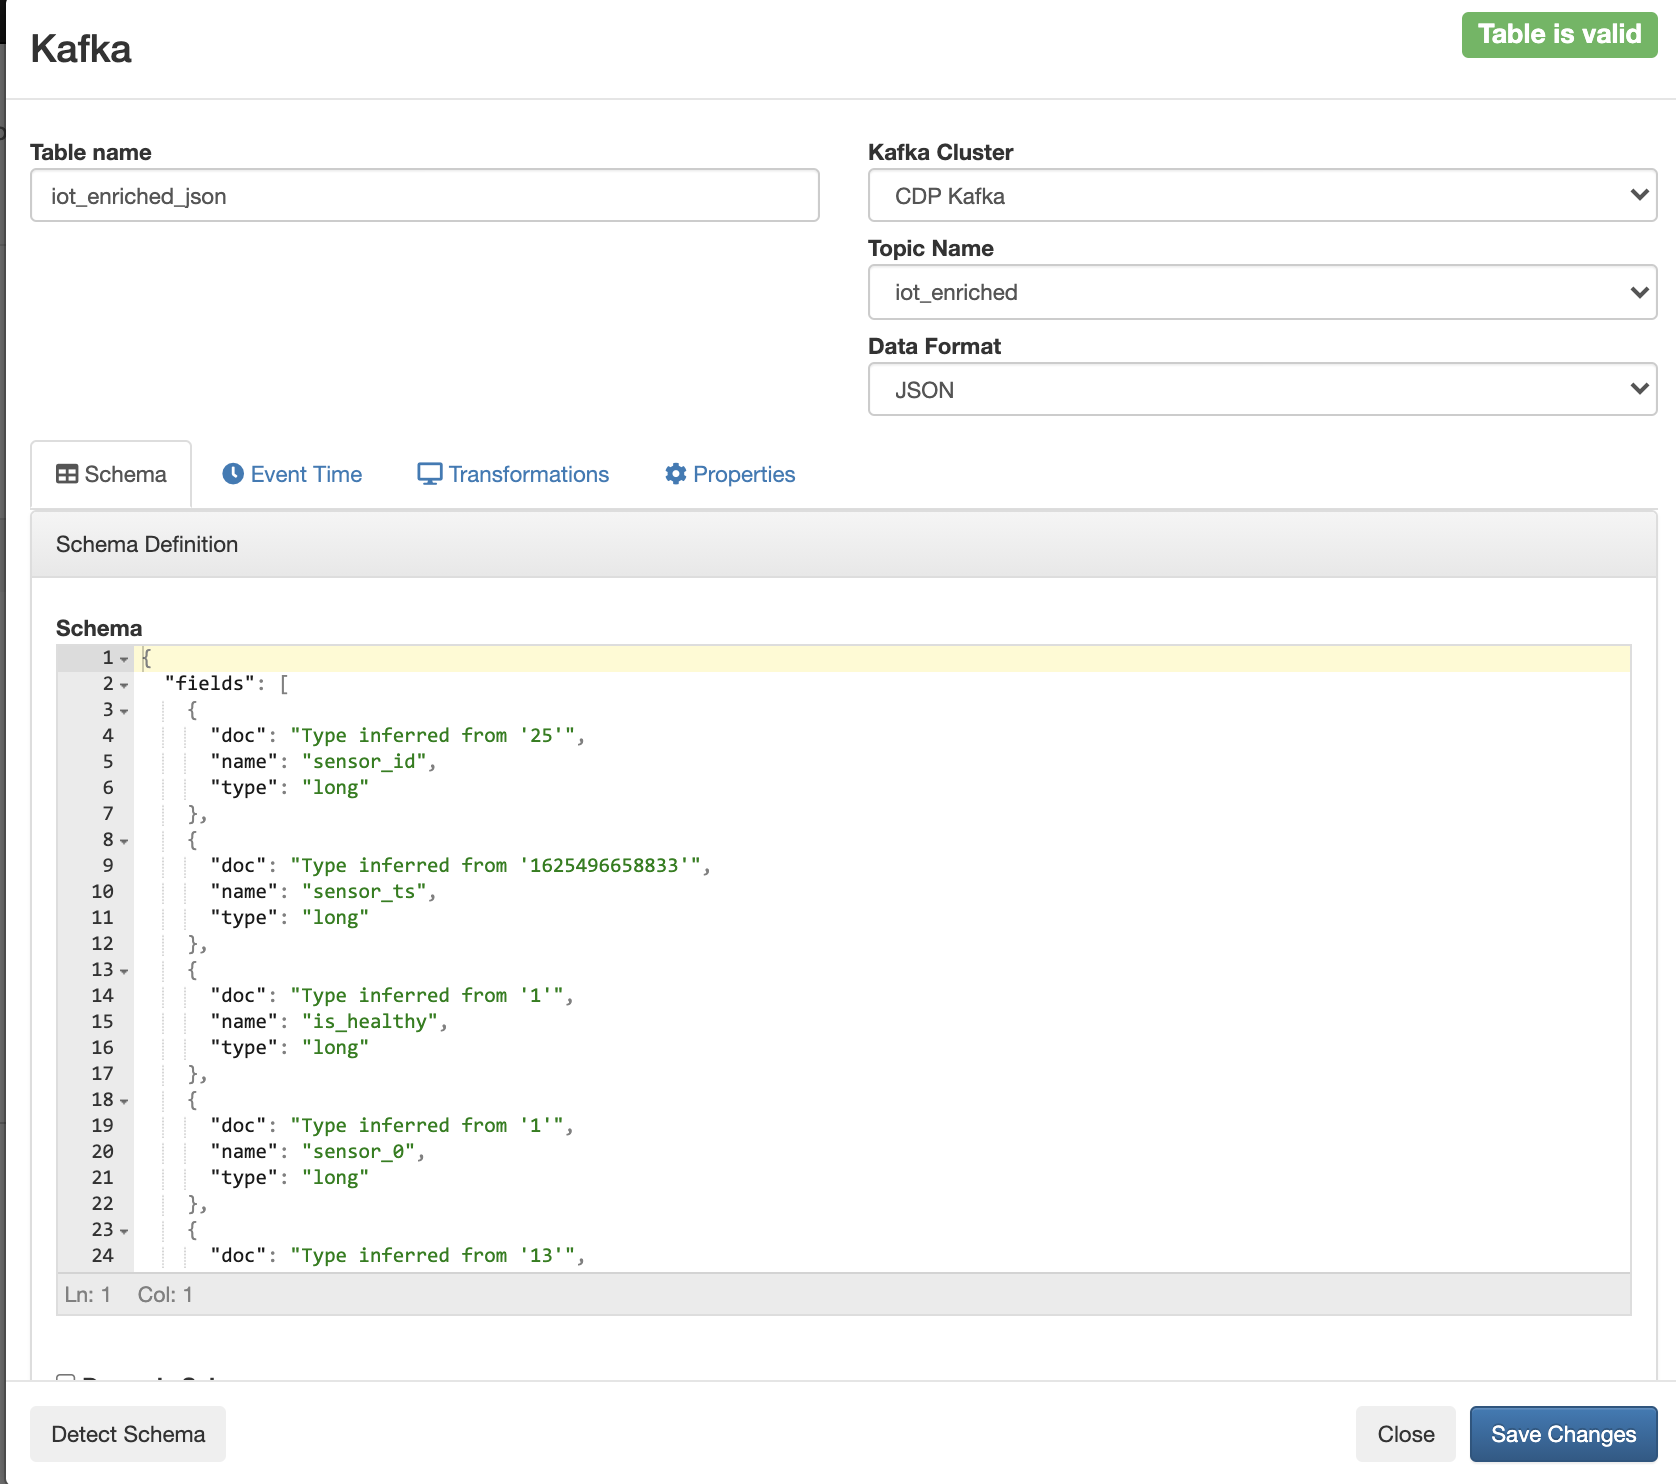 Kafka
Table is valid
Table name
iot_enriched_json
Kafka Cluster
CDP Kafka
Topic Name
iot_enriched
Data Format
JSON
Schema Event Time Transformations Properties
Schema Definition
Schema
1 {
2 "fields": [
3 {
4 "doc": "Type inferred from '25'",
5 "name": "sensor_id",
6 "type": "long"
7 },
8 {
9 "doc": "Type inferred from '1625496658833'",
10 "name": "sensor_ts",
11 "type": "long"
12 },
13 {
14 "doc": "Type inferred from '1'",
15 "name": "is_healthy",
16 "type": "long"
17 },
18 {
19 "doc": "Type inferred from '1'",
20 "name": "sensor_0",
21 "type": "long"
22 },
23 {
24 "doc": "Type inferred from '13'",
Ln: 1 Col: 1
Detect Schema
Close
Save Changes